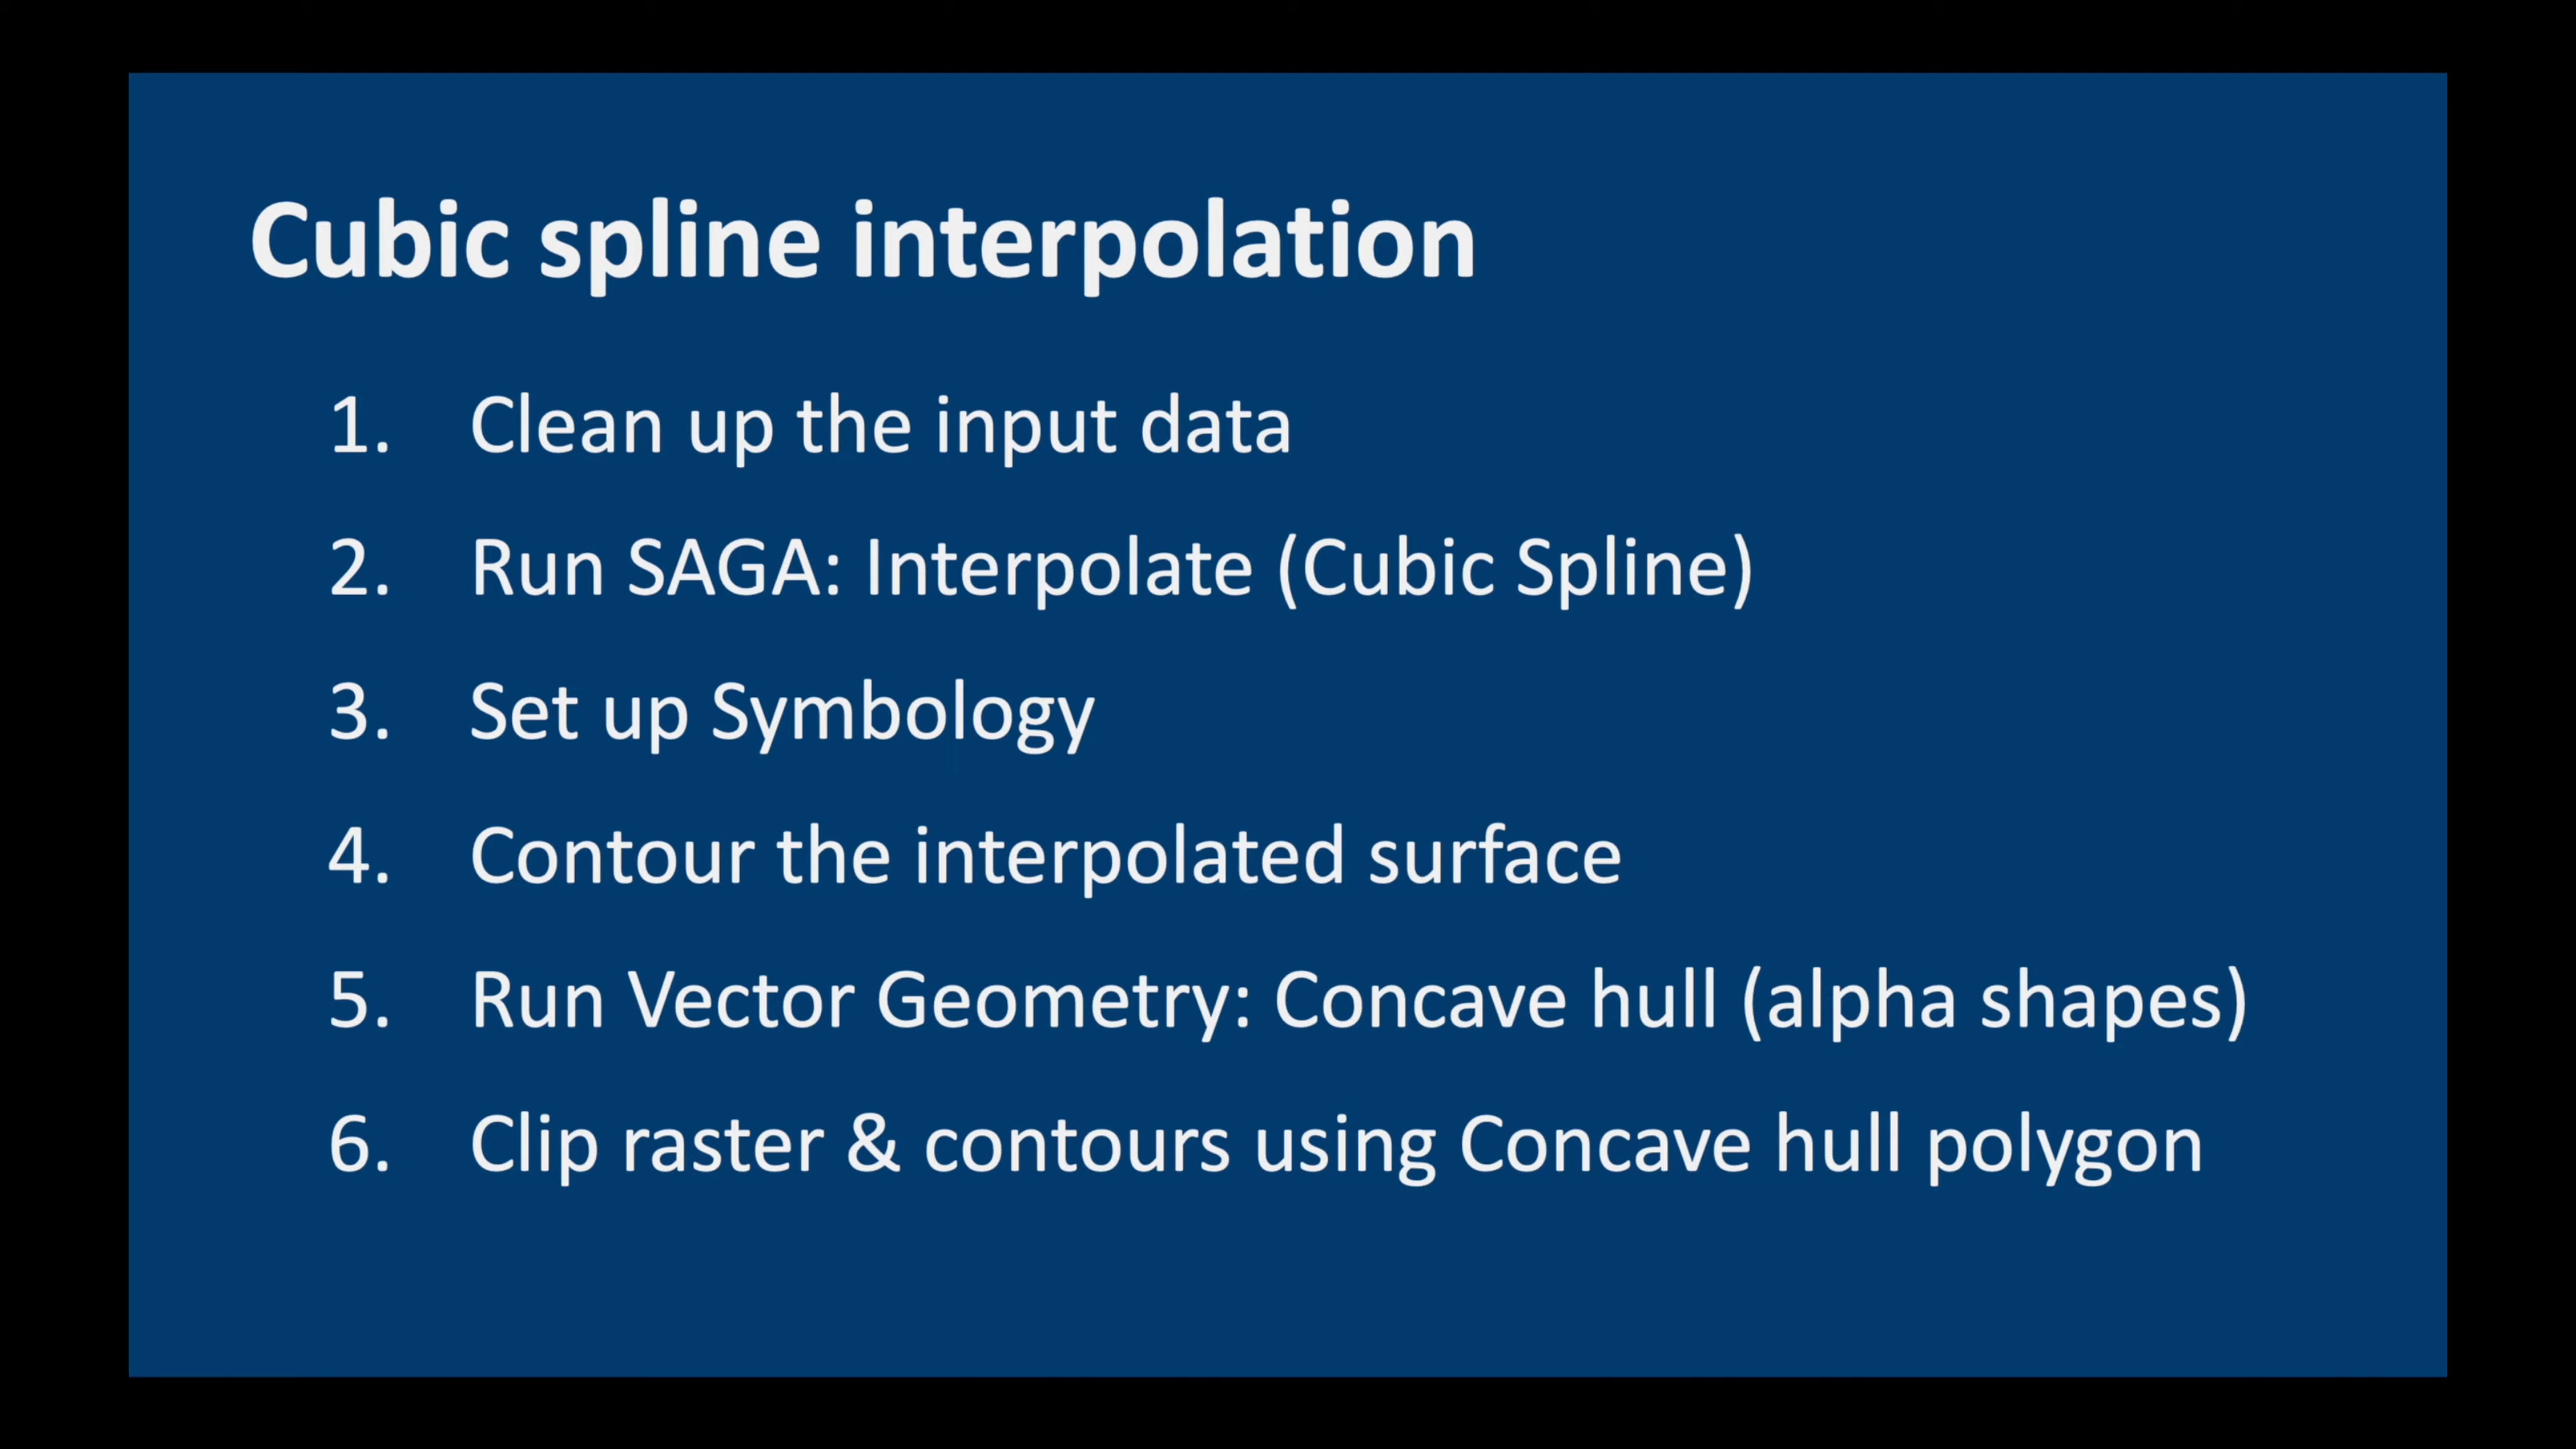 Cubic spline interpolation
1. Clean up the input data
2. Run SAGA: Interpolate (Cubic Spline)
3. Set up Symbology
4. Contour the interpolated surface
5. Run Vector Geometry: Concave hull (alpha shapes)
6. Clip raster & contours using Concave hull polygon